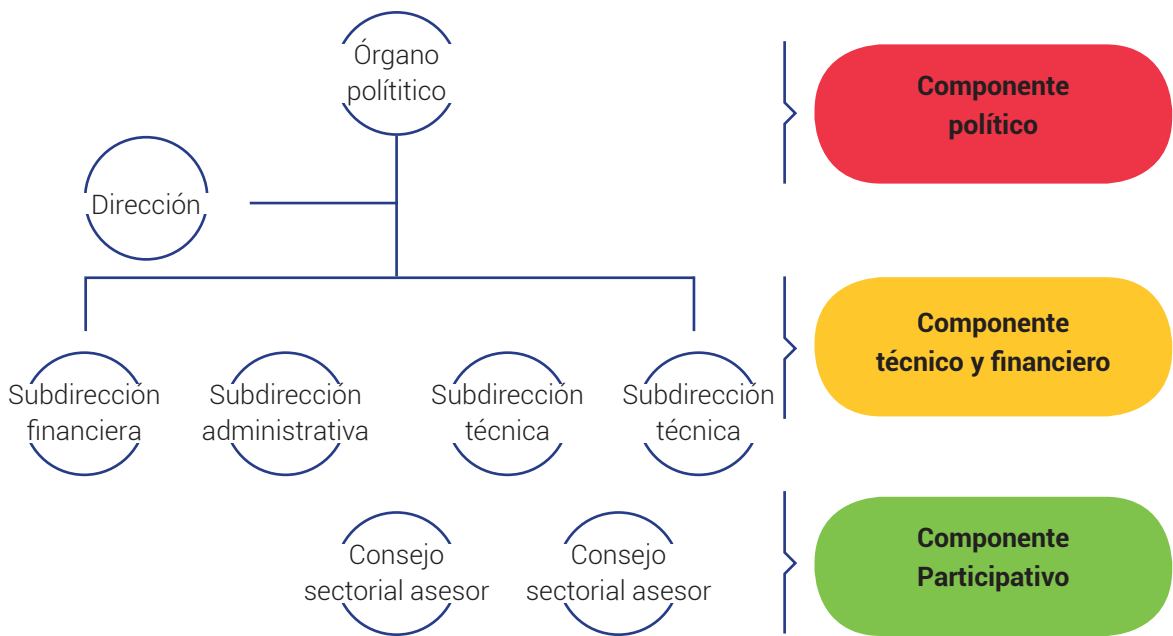 Órgano
polítitico
Componente
político
Dirección
Componente
técnico y financiero
Subdirección
financiera
Subdirección
administrativa
Subdirección
técnica
Subdirección
técnica
Componente
Participativo
Consejo
sectorial asesor
Consejo
sectorial asesor